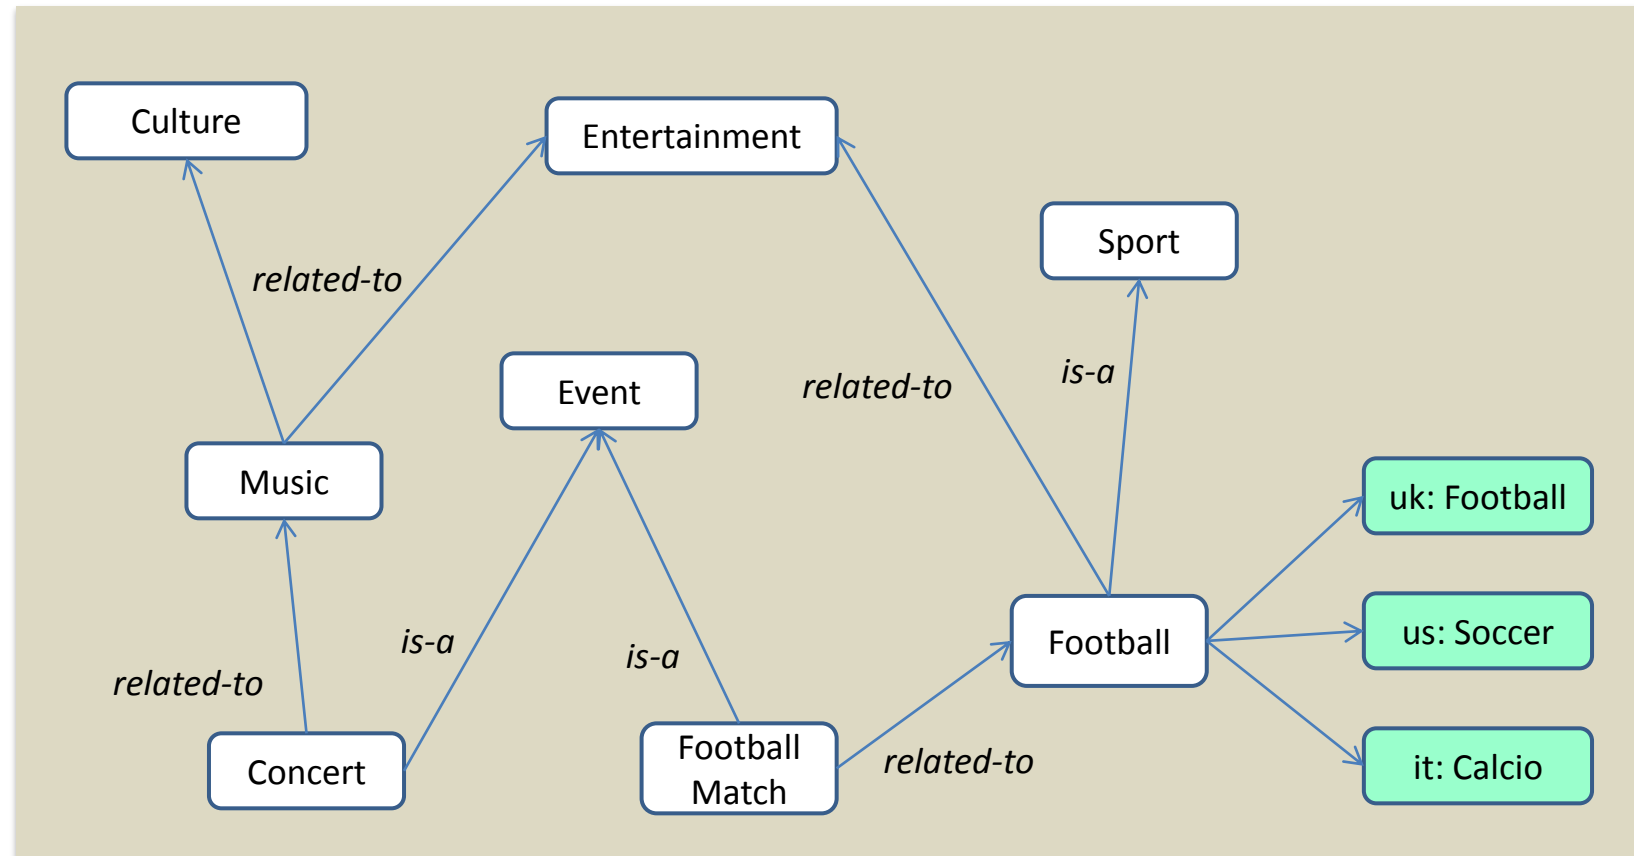 Culture
Entertainment
Sport
related-to
Event
related-to
is-a
Music
uk: Football
is-a
is-a
Football
us: Soccer
related-to
Concert
Football
Match
related-to
it: Calcio